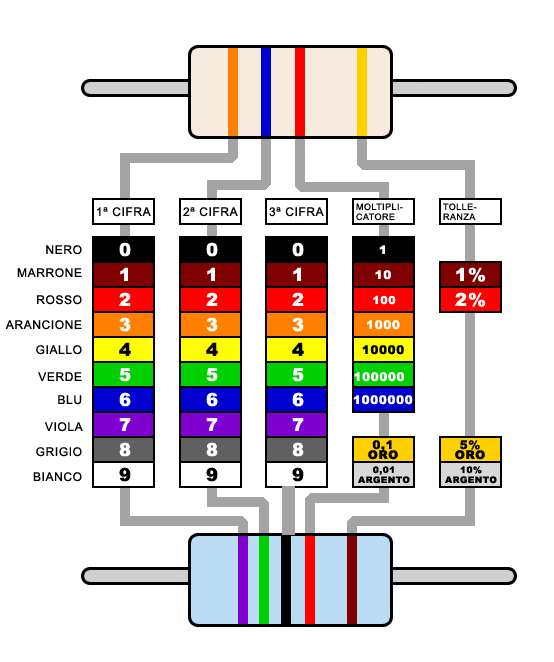 1ª CIFRA 2ª CIFRA 3ª CIFRA MOLTIPLI-
CATORE TOLLE-
RANZA
NERO 0 0 0 1
MARRONE 1 1 1 10 1%
ROSSO 2 2 2 100 2%
ARANCIONE 3 3 3 1000
GIALLO 4 4 4 10000
VERDE 5 5 5 100000
BLU 6 6 6 1000000
VIOLA 7 7 7
GRIGIO 8 8 8 0,1
ORO 5%
ORO
BIANCO 9 9 9 0,01
ARGENTO 10%
ARGENTO